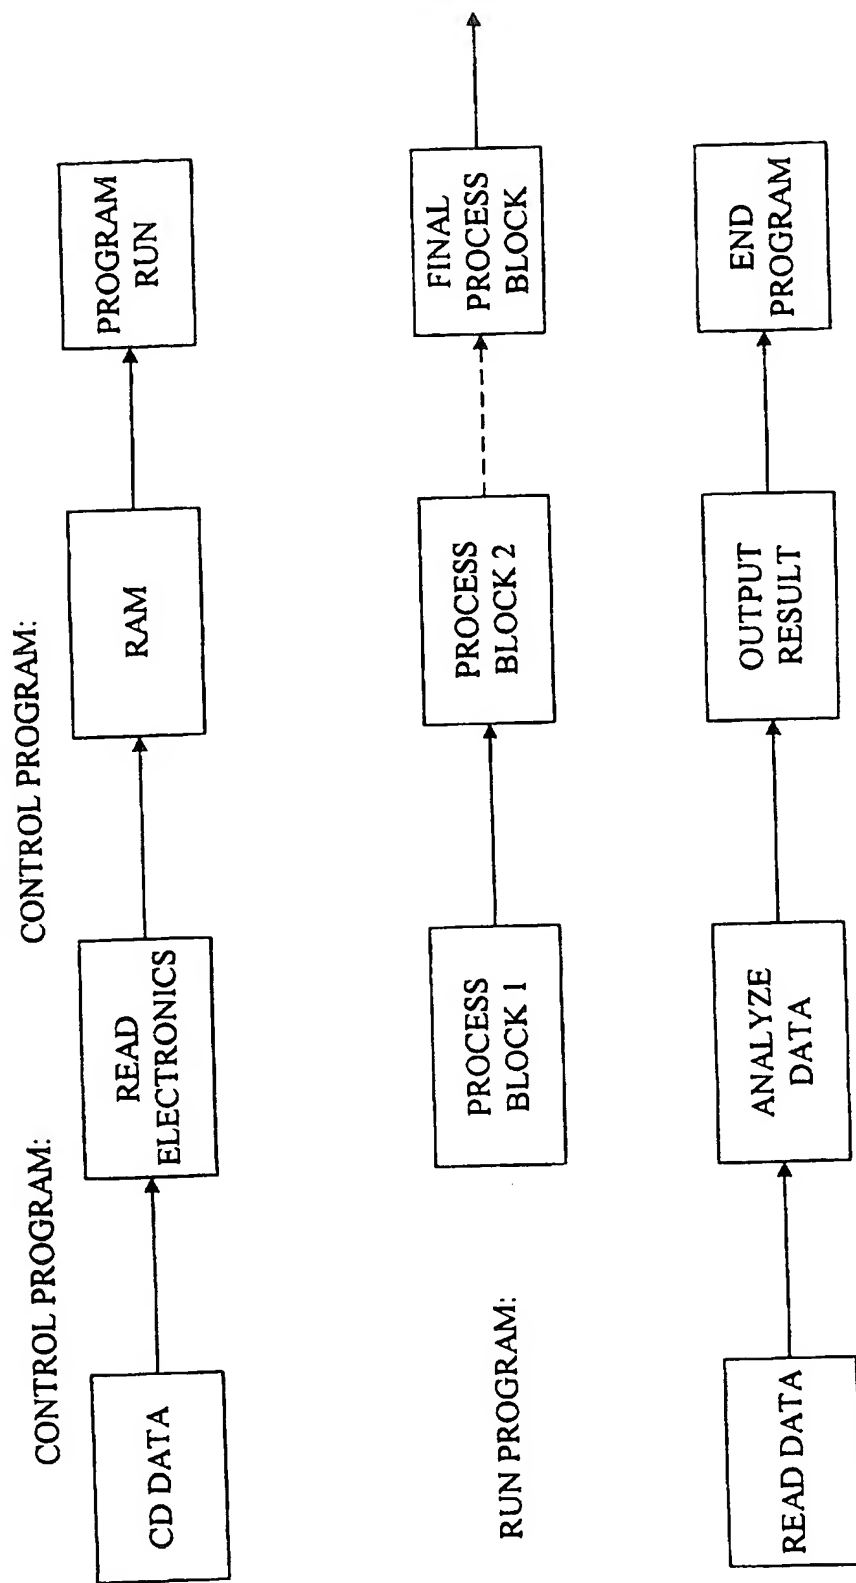 CONTROL PROGRAM:
CONTROL PROGRAM:
CD DATA
READ
ELECTRONICS
RAM
PROGRAM
RUN
RUN PROGRAM:
PROCESS
BLOCK 1
PROCESS
BLOCK 2
FINAL
PROCESS
BLOCK
READ DATA
ANALYZE
DATA
OUTPUT
RESULT
END
PROGRAM